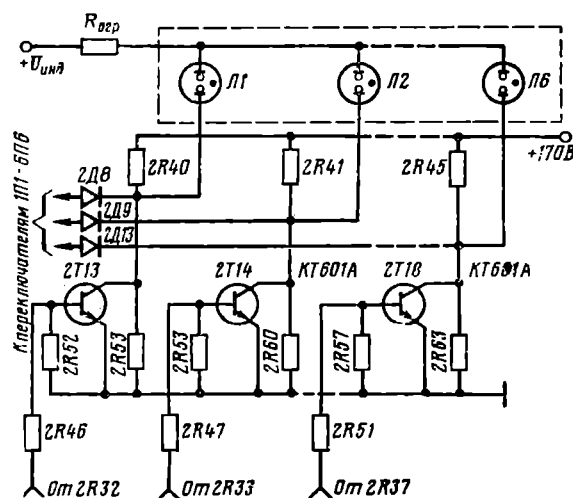 Rогр
+Uинд
Л1
Л2
Л6
+170В
2R40
2R41
2R45
2Д8
2Д9
2Д13
К переключателям 1П1-6П6
2Т13
2Т14
КТ601А
2Т18
КТ601А
2R52
2R53
2R53
2R60
2R57
2R63
2R46
2R47
2R51
От 2R32
От 2R33
От 2R37